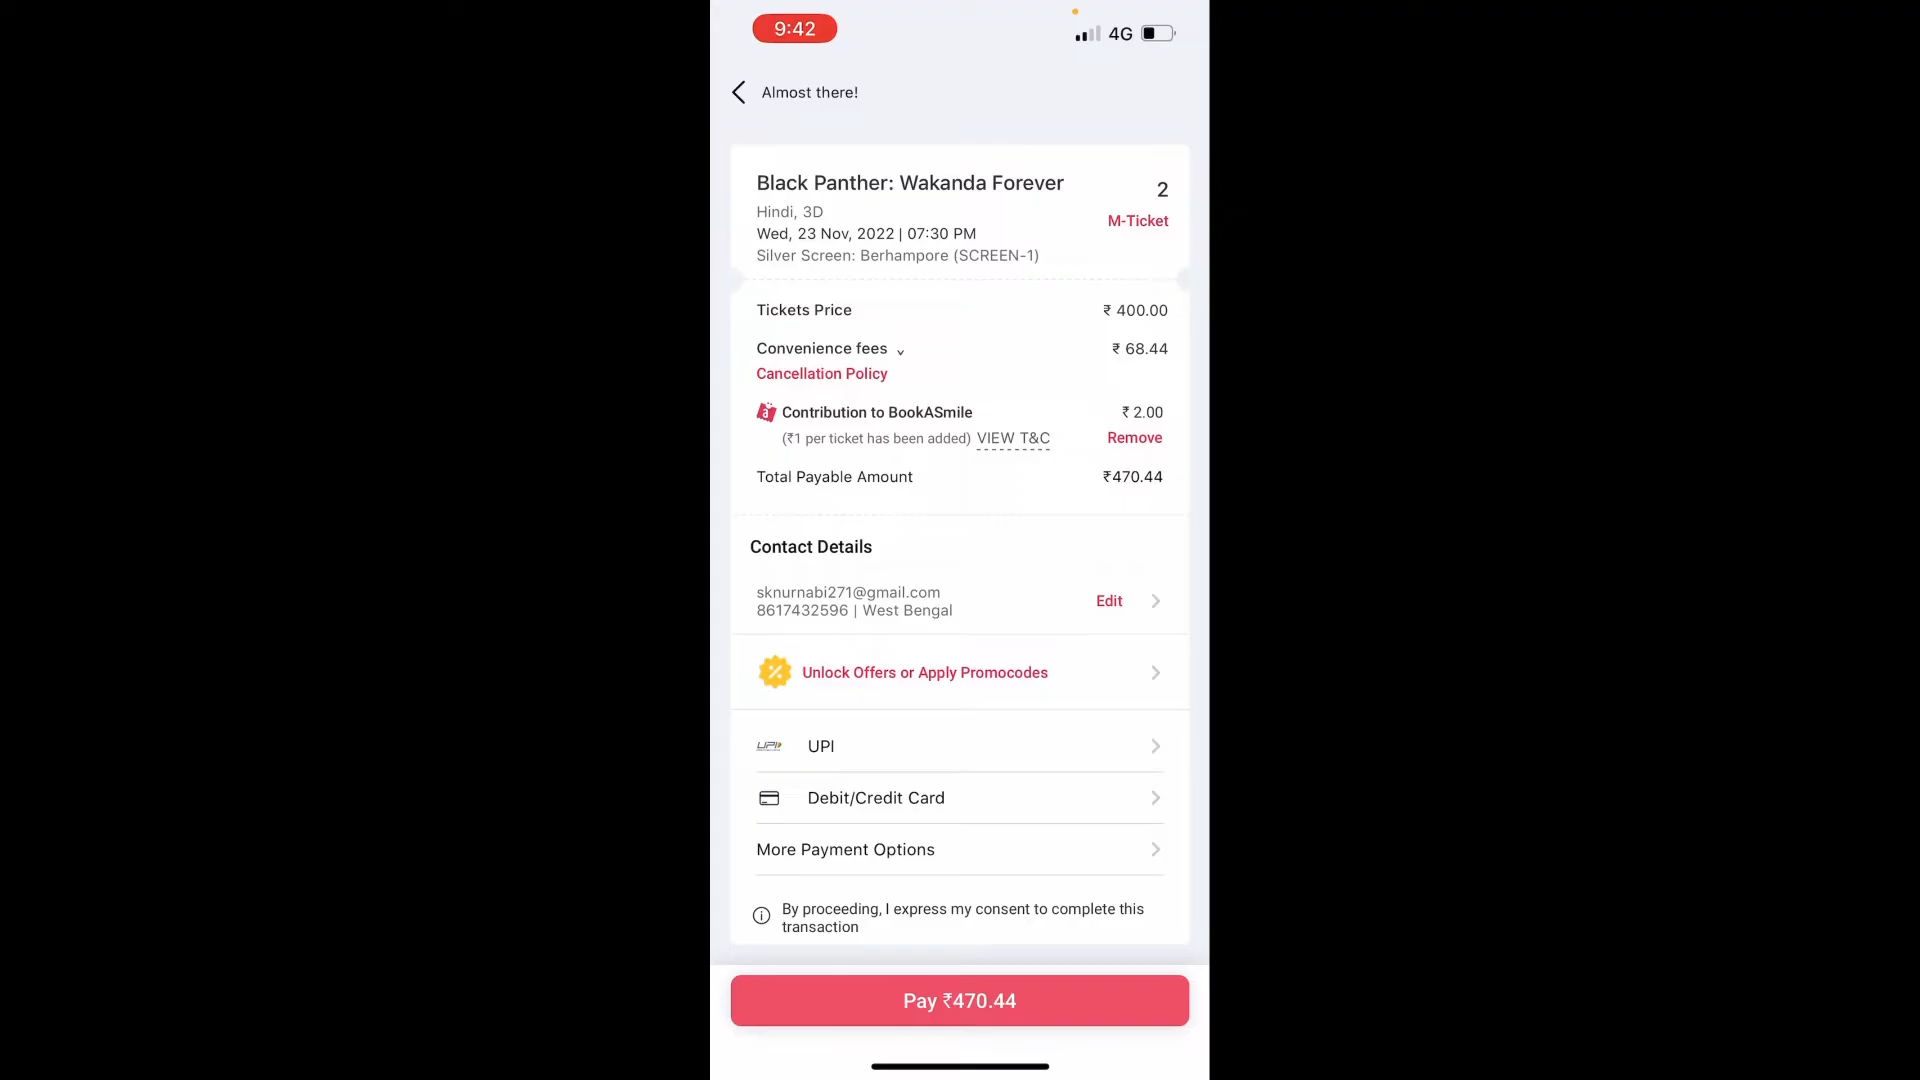 9:42
4G
Almost there!
Black Panther: Wakanda Forever
2
Hindi, 3D
M-Ticket
Wed, 23 Nov, 2022 | 07:30 PM
Silver Screen: Berhampore (SCREEN-1)
Tickets Price ₹ 400.00
Convenience fees ₹ 68.44
Cancellation Policy
Contribution to BookASmile ₹ 2.00
(₹1 per ticket has been added) VIEW T&C Remove
Total Payable Amount ₹470.44
Contact Details
sknurnabi271@gmail.com
8617432596 | West Bengal
Edit
Unlock Offers or Apply Promocodes
UPI UPI
Debit/Credit Card
More Payment Options
By proceeding, I express my consent to complete this
transaction
Pay ₹470.44